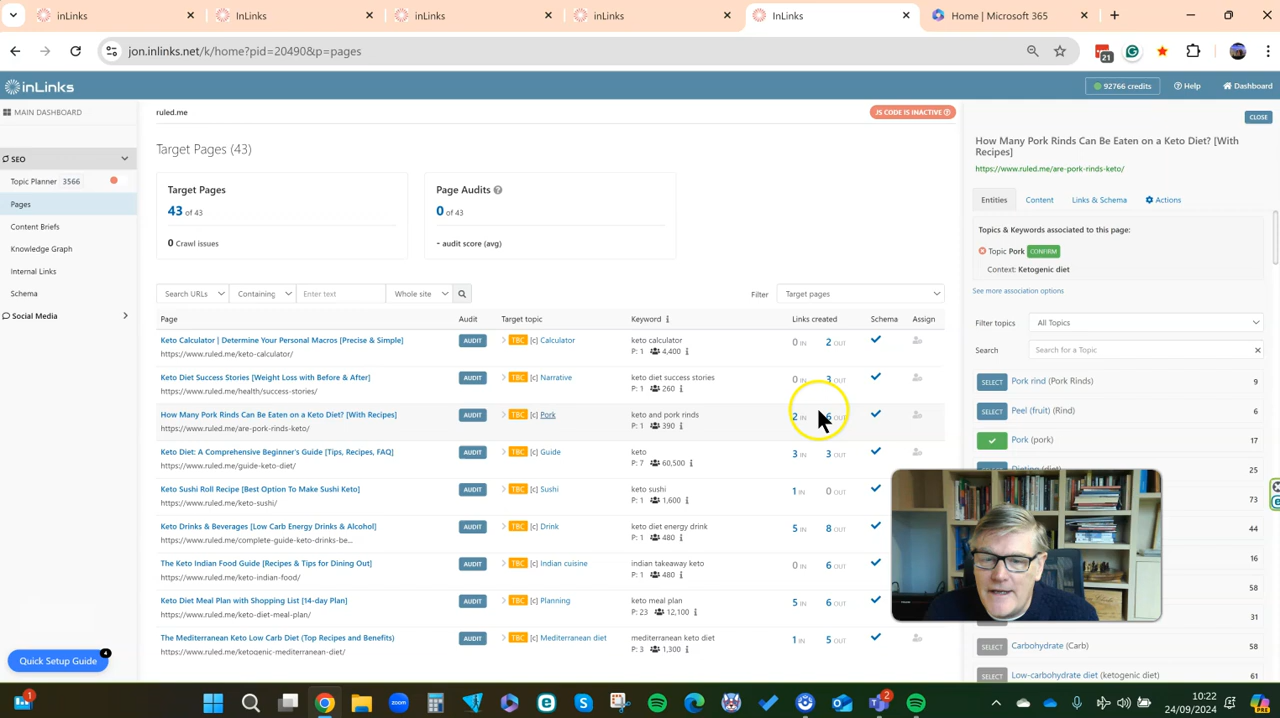 inLinks
InLinks
inLinks
inLinks
InLinks
Home | Microsoft 365
jon.inlinks.net/k/home?pid=20490&p=pages
21
inLinks
92766 credits
Help
Dashboard
MAIN DASHBOARD
SEO
Topic Planner 3566
Pages
Content Briefs
Knowledge Graph
Internal Links
Schema
Social Media
Quick Setup Guide
4
ruled.me
JS CODE IS INACTIVE
Target Pages (43)
Target Pages
43 of 43
0 Crawl issues
Page Audits
0 of 43
- audit score (avg)
Search URLs
Containing
Enter text
Whole site
Filter
Target pages
Page Audit Target topic Keyword Links created Schema Assign
Keto Calculator | Determine Your Personal Macros [Precise & Simple] AUDIT TBC [c] Calculator keto calculator 0 IN 2 OUT
https://www.ruled.me/keto-calculator/ P: 1 4,400
Keto Diet Success Stories [Weight Loss with Before & After] AUDIT TBC [c] Narrative keto diet success stories 0 IN 3 OUT
https://www.ruled.me/health/success-stories/ P: 1 260
How Many Pork Rinds Can Be Eaten on a Keto Diet? [With Recipes] AUDIT TBC [c] Pork keto and pork rinds 2 IN 6 OUT
https://www.ruled.me/are-pork-rinds-keto/ P: 1 390
Keto Diet: A Comprehensive Beginner's Guide [Tips, Recipes, FAQ] AUDIT TBC [c] Guide keto 3 IN 3 OUT
https://www.ruled.me/guide-keto-diet/ P: 7 60,500
Keto Sushi Roll Recipe [Best Option To Make Sushi Keto] AUDIT TBC [c] Sushi keto sushi 1 IN 0 OUT
https://www.ruled.me/keto-sushi/ P: 1 1,600
Keto Drinks & Beverages [Low Carb Energy Drinks & Alcohol] AUDIT TBC [c] Drink keto diet energy drink 5 IN 8 OUT
https://www.ruled.me/complete-guide-keto-drinks-be... P: 1 480
The Keto Indian Food Guide [Recipes & Tips for Dining Out] AUDIT TBC [c] Indian cuisine indian takeaway keto 0 IN 6 OUT
https://www.ruled.me/keto-indian-food/ P: 1 480
Keto Diet Meal Plan with Shopping List [14-day Plan] AUDIT TBC [c] Planning keto meal plan 5 IN 6 OUT
https://www.ruled.me/keto-diet-meal-plan/ P: 23 12,100
The Mediterranean Keto Low Carb Diet (Top Recipes and Benefits) AUDIT TBC [c] Mediterranean diet mediterranean keto diet 1 IN 5 OUT
https://www.ruled.me/ketogenic-mediterranean-diet/ P: 3 1,300
CLOSE
How Many Pork Rinds Can Be Eaten on a Keto Diet? [With
Recipes]
https://www.ruled.me/are-pork-rinds-keto/
Entities Content Links & Schema Actions
Topics & Keywords associated to this page:
Topic Pork CONFIRM
Context: Ketogenic diet
See more association options
Filter topics All Topics
Search Search for a Topic
SELECT Pork rind (Pork Rinds) 9
SELECT Peel (fruit) (Rind) 6
Pork (pork) 17
Dieting (diet) 25
73
44
16
58
31
SELECT Carbohydrate (Carb) 58
SELECT Low-carbohydrate diet (ketogenic diet) 61
1
2
10:22
24/09/2024